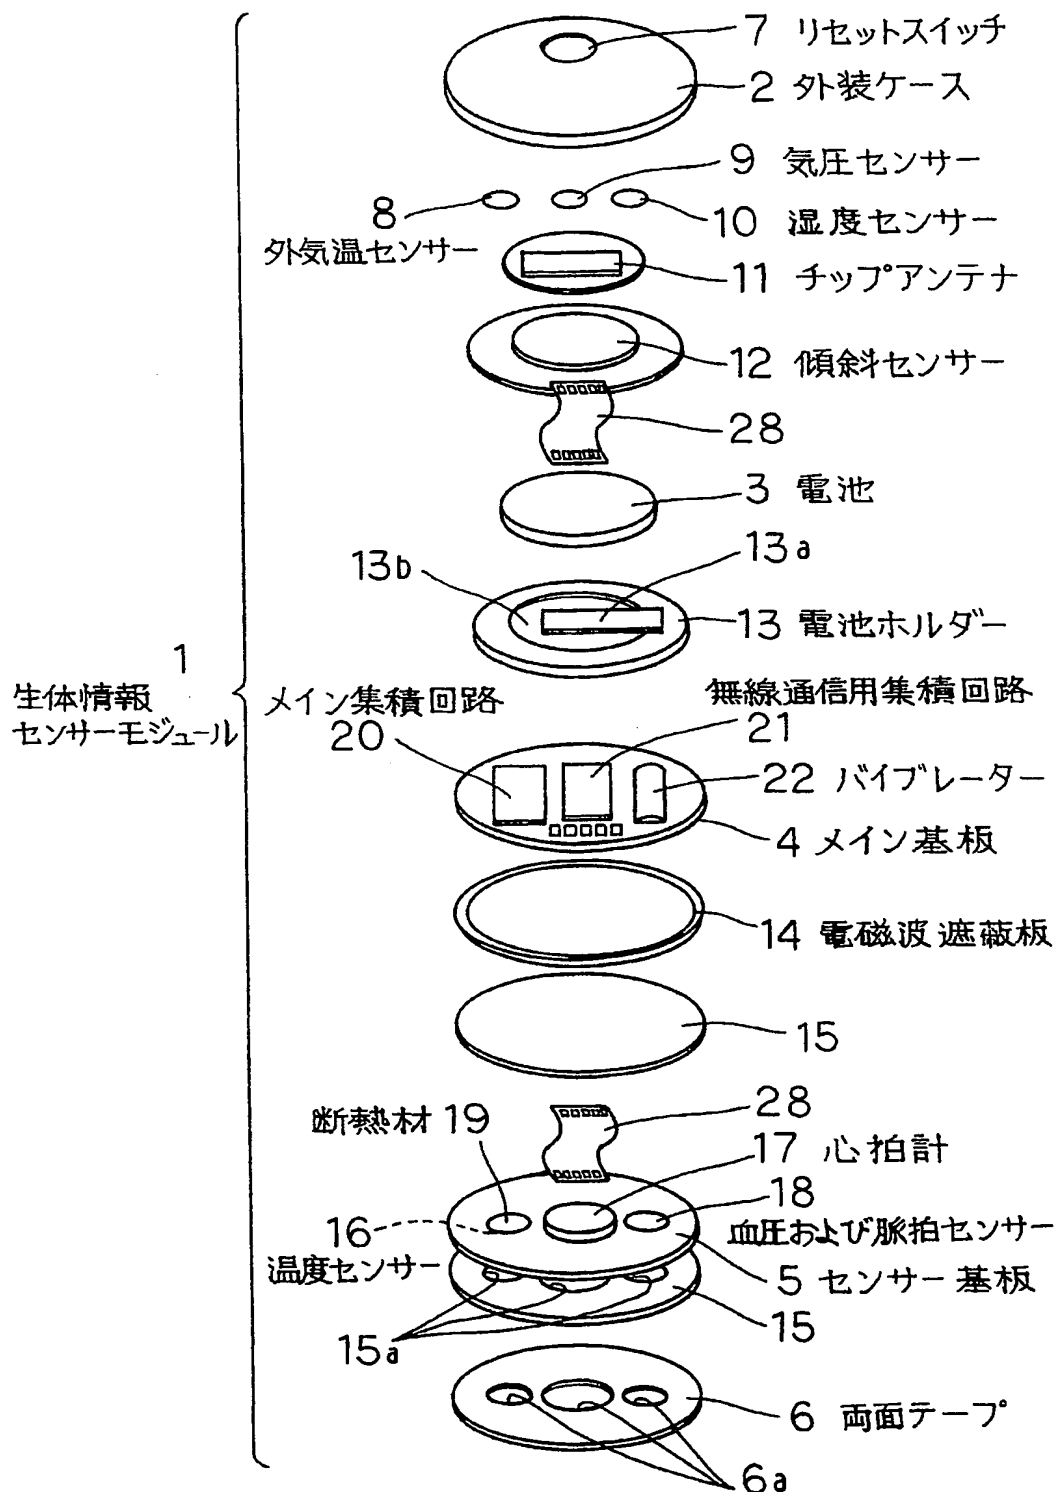 7 リセットスイッチ
2 外装ケース
9 気圧センサー
8
外気温センサー
10 湿度センサー
11 チップアンテナ
12 傾斜センサー
28
3 電池
13a
13b
13 電池ホルダー
1
生体情報
センサーモジュール
メイン集積回路
20
無線通信用集積回路
21
22 バイブレーター
4 メイン基板
14 電磁波遮蔽板
15
断熱材 19
28
17 心拍計
18
血圧および脈拍センサー
16
温度センサー
5 センサー基板
15
15a
6 両面テープ
6a